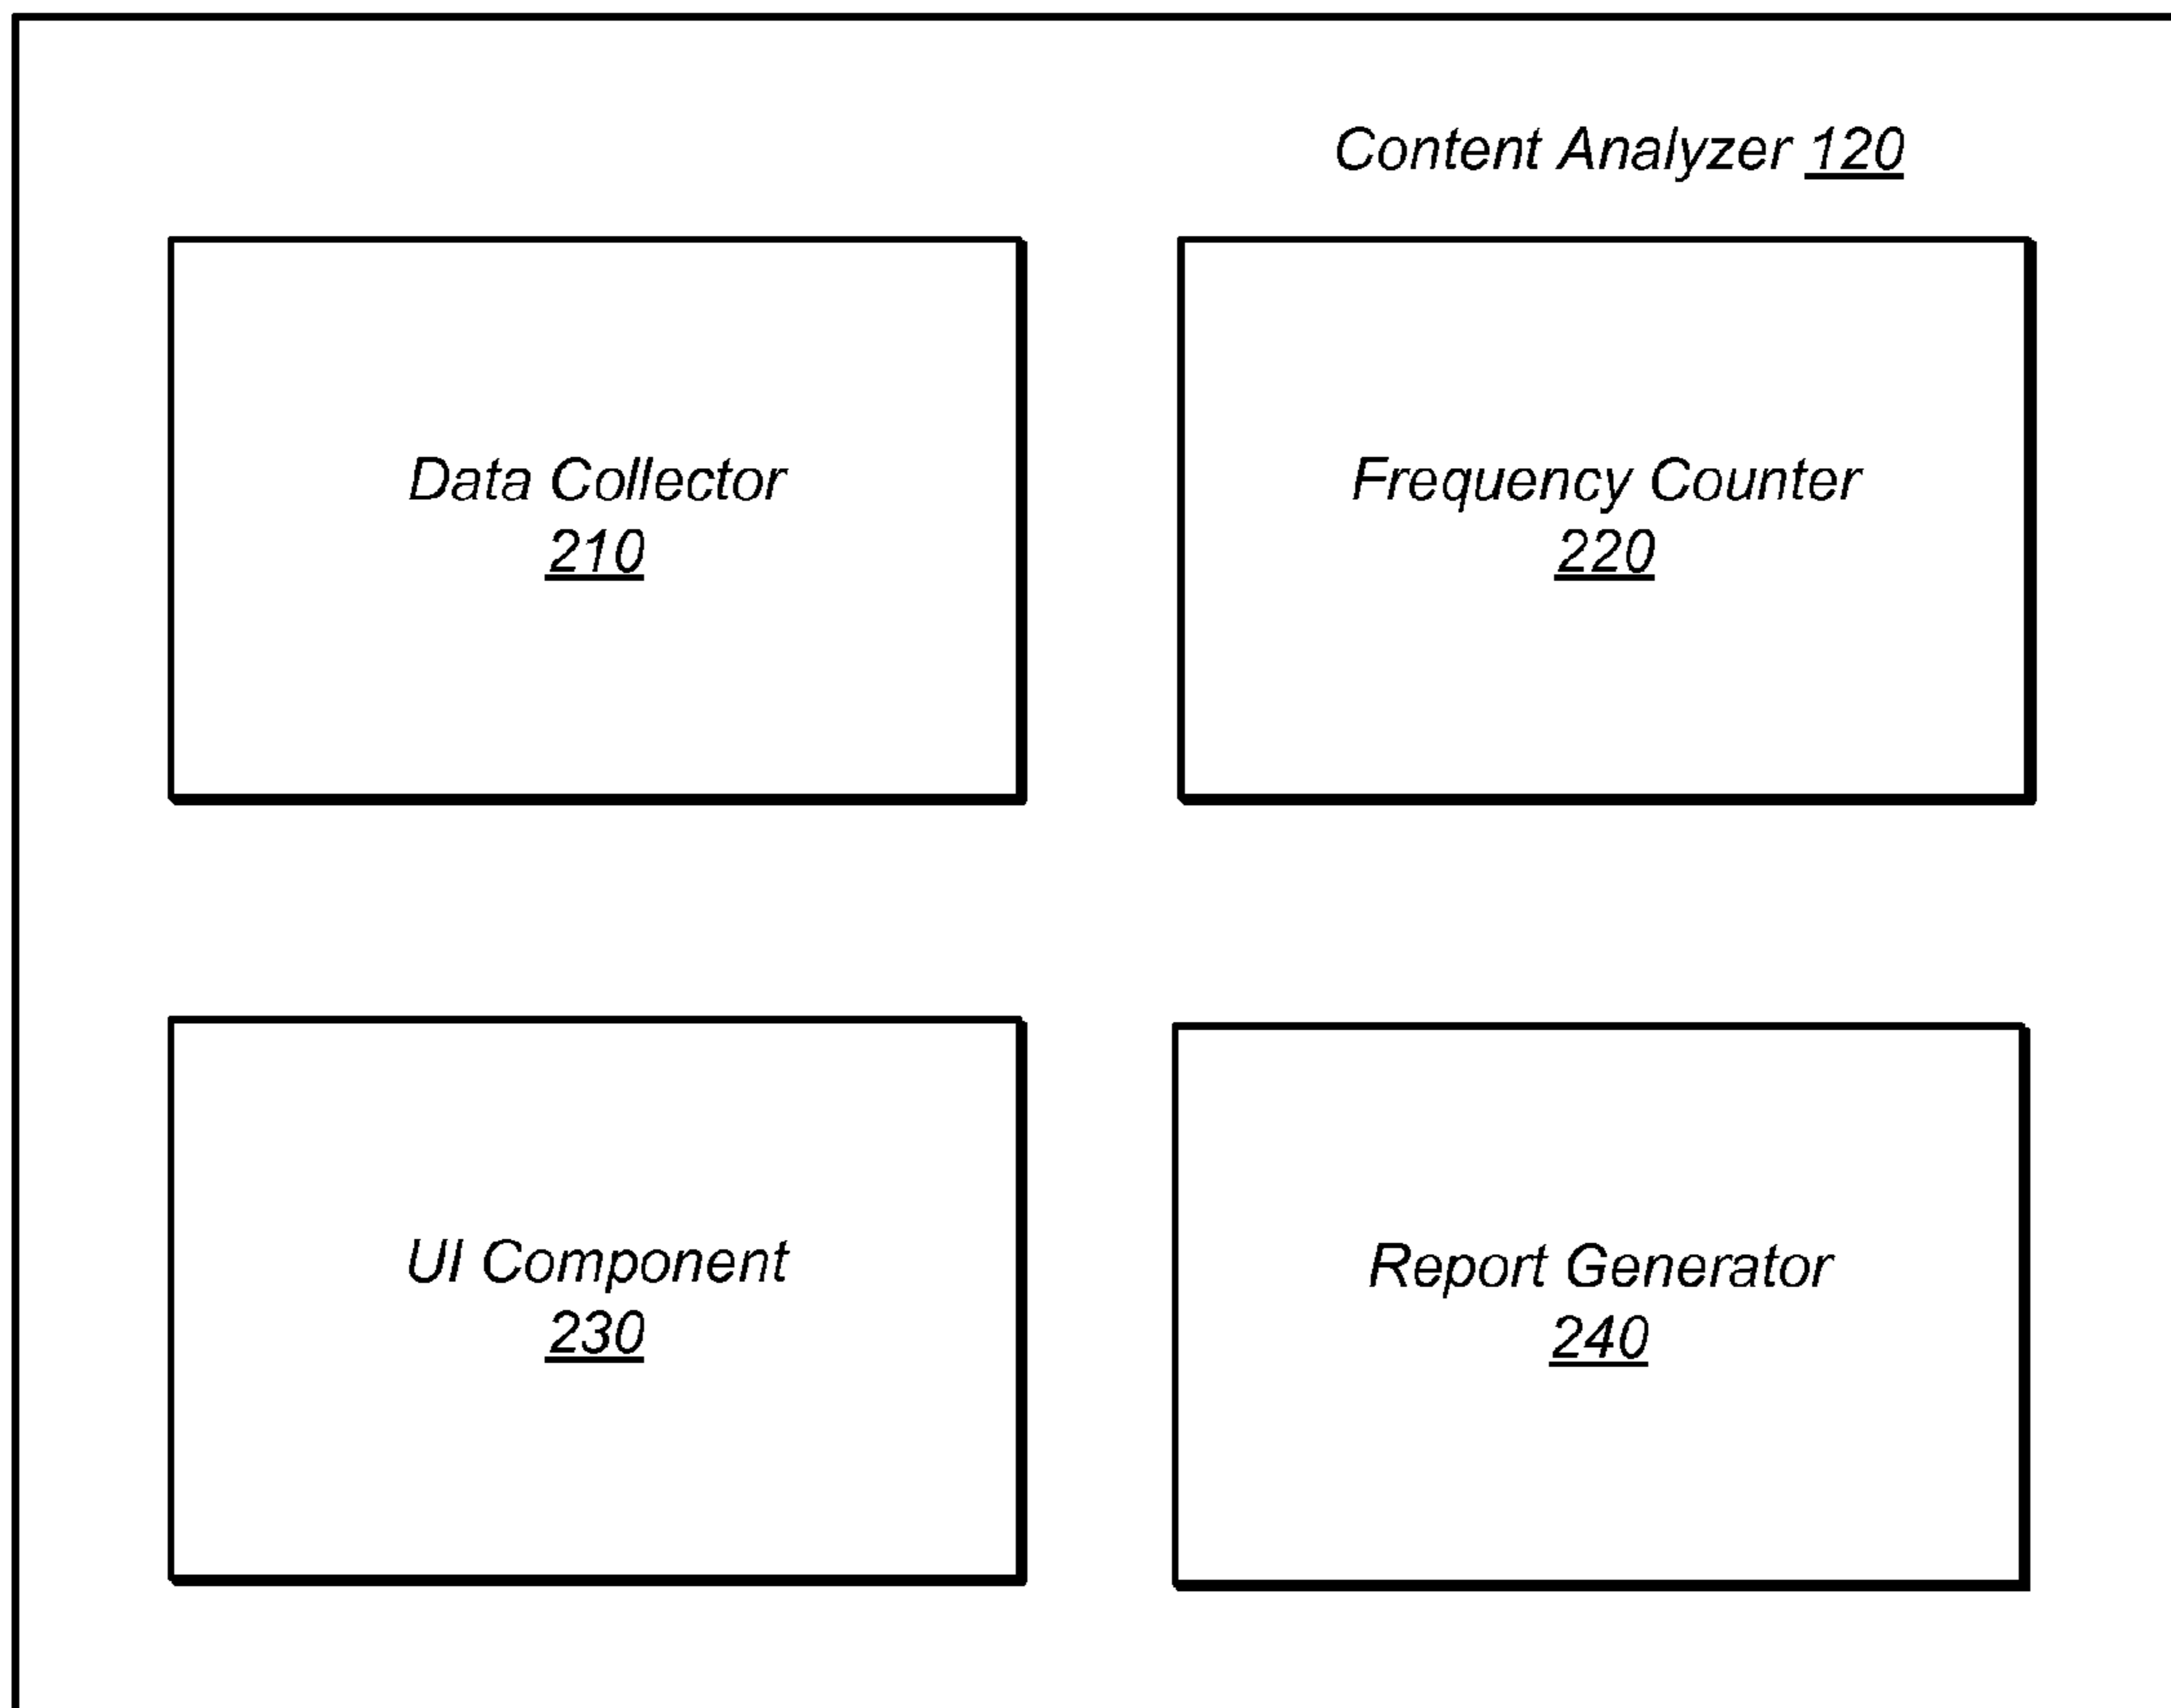 Content Analyzer 120
Data Collector
210
Frequency Counter
220
UI Component
230
Report Generator
240